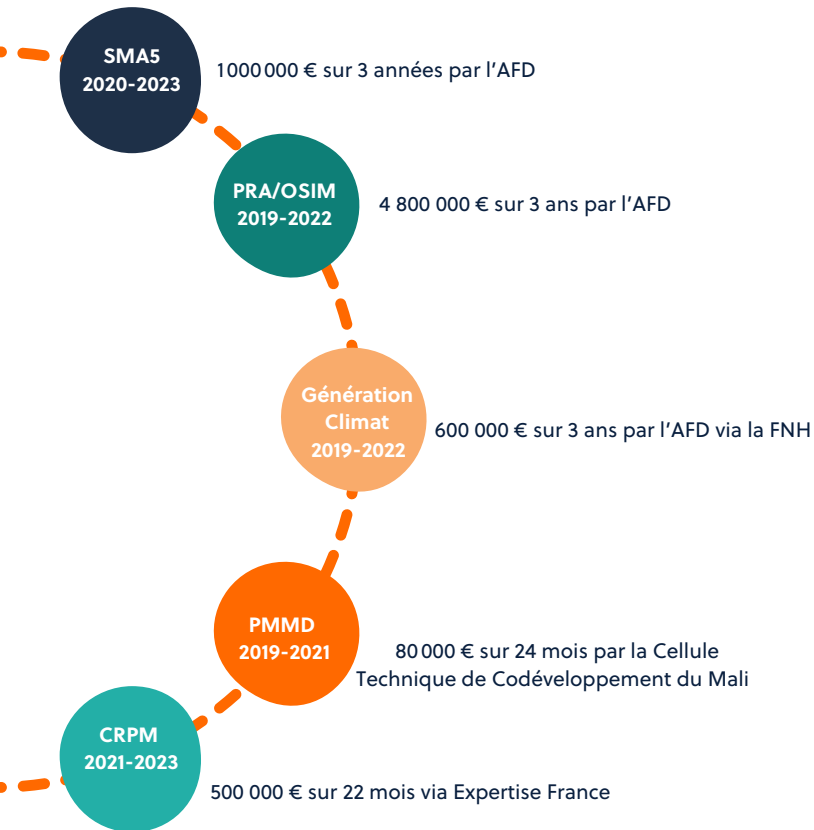 SMA5
2020-2023
1 000 000 € sur 3 années par l'AFD
PRA/OSIM
2019-2022
4 800 000 € sur 3 ans par l'AFD
Génération
Climat
2019-2022
600 000 € sur 3 ans par l'AFD via la FNH
PMMD
2019-2021
80 000 € sur 24 mois par la Cellule
Technique de Codéveloppement du Mali
CRPM
2021-2023
500 000 € sur 22 mois via Expertise France